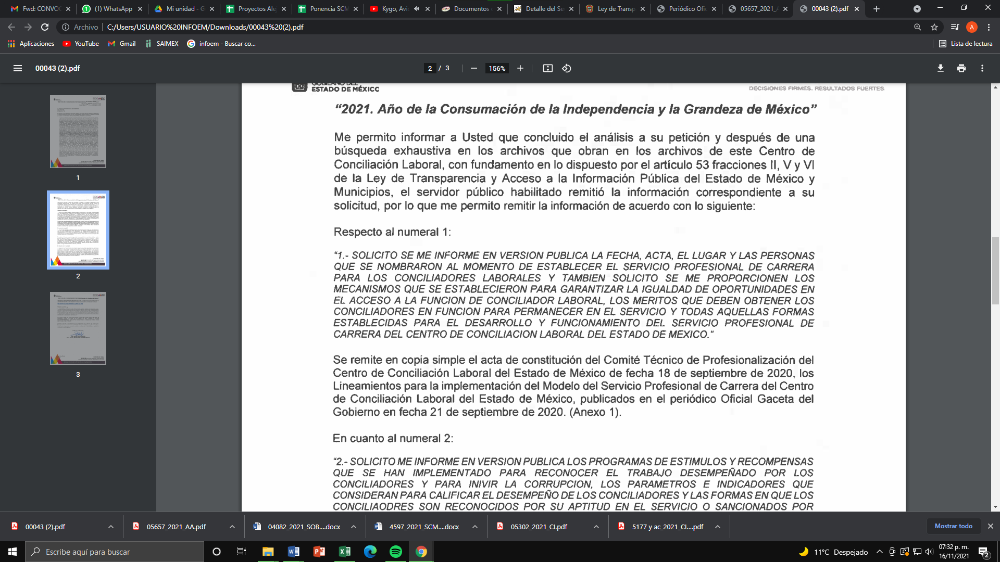 Fwd: CONVOC
(1) WhatsApp
Mi unidad - G
Proyectos Ale
Ponencia SCM
Kygo, Avic
Documentos
Detalle del Se
Ley de Transp
Periódico Ofic
05657_2021_A
00043 (2).pdf
Archivo
C:/Users/USUARIO%20INFOEM/Downloads/00043%20(2).pdf
A
Aplicaciones
YouTube
Gmail
SAIMEX
infoem - Buscar co...
Lista de lectura
00043 (2).pdf
2 / 3
156%
1
2
3
GOBIERNO DEL
ESTADO DE MÉXICO
DECISIONES FIRMES. RESULTADOS FUERTES.
“2021. Año de la Consumación de la Independencia y la Grandeza de México”
Me permito informar a Usted que concluido el análisis a su petición y después de una
búsqueda exhaustiva en los archivos que obran en los archivos de este Centro de
Conciliación Laboral, con fundamento en lo dispuesto por el artículo 53 fracciones II, V y VI
de la Ley de Transparencia y Acceso a la Información Pública del Estado de México y
Municipios, el servidor público habilitado remitió la información correspondiente a su
solicitud, por lo que me permito remitir la información de acuerdo con lo siguiente:
Respecto al numeral 1:
“1.- SOLICITO SE ME INFORME EN VERSION PUBLICA LA FECHA, ACTA, EL LUGAR Y LAS PERSONAS
QUE SE NOMBRARON AL MOMENTO DE ESTABLECER EL SERVICIO PROFESIONAL DE CARRERA
PARA LOS CONCILIADORES LABORALES Y TAMBIEN SOLICITO SE ME PROPORCIONEN LOS
MECANISMOS QUE SE ESTABLECIERON PARA GARANTIZAR LA IGUALDAD DE OPORTUNIDADES EN
EL ACCESO A LA FUNCION DE CONCILIADOR LABORAL, LOS MERITOS QUE DEBEN OBTENER LOS
CONCILIADORES EN FUNCION PARA PERMANECER EN EL SERVICIO Y TODAS AQUELLAS FORMAS
ESTABLECIDAS PARA EL DESARROLLO Y FUNCIONAMIENTO DEL SERVICIO PROFESIONAL DE
CARRERA DEL CENTRO DE CONCILIACION LABORAL DEL ESTADO DE MEXICO.”
Se remite en copia simple el acta de constitución del Comité Técnico de Profesionalización del
Centro de Conciliación Laboral del Estado de México de fecha 18 de septiembre de 2020, los
Lineamientos para la implementación del Modelo del Servicio Profesional de Carrera del Centro
de Conciliación Laboral del Estado de México, publicados en el periódico Oficial Gaceta del
Gobierno en fecha 21 de septiembre de 2020. (Anexo 1).
En cuanto al numeral 2:
“2.- SOLICITO ME INFORME EN VERSION PUBLICA LOS PROGRAMAS DE ESTIMULOS Y RECOMPENSAS
QUE SE HAN IMPLEMENTADO PARA RECONOCER EL TRABAJO DESEMPEÑADO POR LOS
CONCILIADORES Y PARA INIVIR LA CORRUPCION, LOS PARAMETROS E INDICADORES QUE
CONSIDERAN PARA CALIFICAR EL DESEMPEÑO DE LOS CONCILIADORES Y LAS FORMAS EN QUE LOS
CONCILIAODRES SON RECONOCIDOS POR SU APTITUD EN EL SERVICIO O SANCIONADOS POR
00043 (2).pdf
05657_2021_AA.pdf
04082_2021_SOB....docx
4597_2021_SCM....docx
05302_2021_CI.pdf
5177 y ac_2021_CI....pdf
Mostrar todo
Escribe aquí para buscar
11°C Despejado
07:32 p. m.
16/11/2021
2